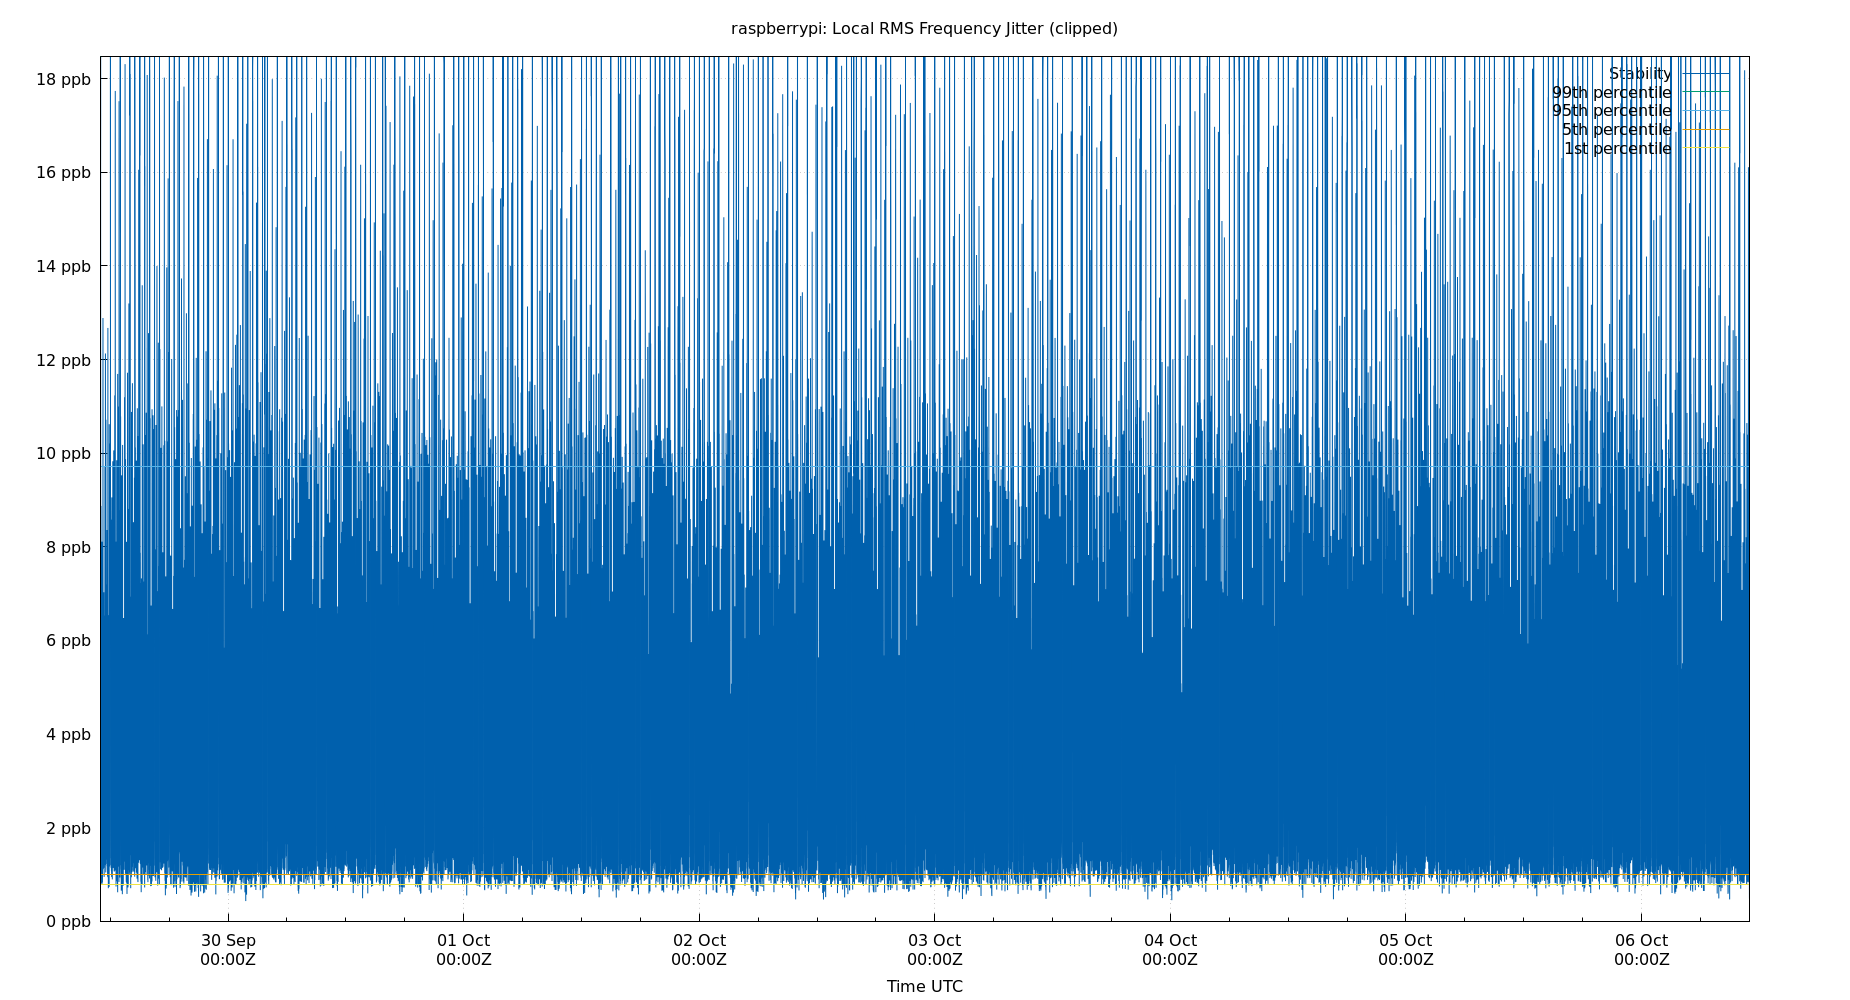 raspberrypi: Local RMS Frequency Jitter (clipped)
18 ppb
16 ppb
14 ppb
12 ppb
10 ppb
8 ppb
6 ppb
4 ppb
2 ppb
0 ppb
Stability
99th percentile
95th percentile
5th percentile
1st percentile
30 Sep 01 Oct 02 Oct 03 Oct 04 Oct 05 Oct 06 Oct
00:00Z 00:00Z 00:00Z 00:00Z 00:00Z 00:00Z 00:00Z
Time UTC